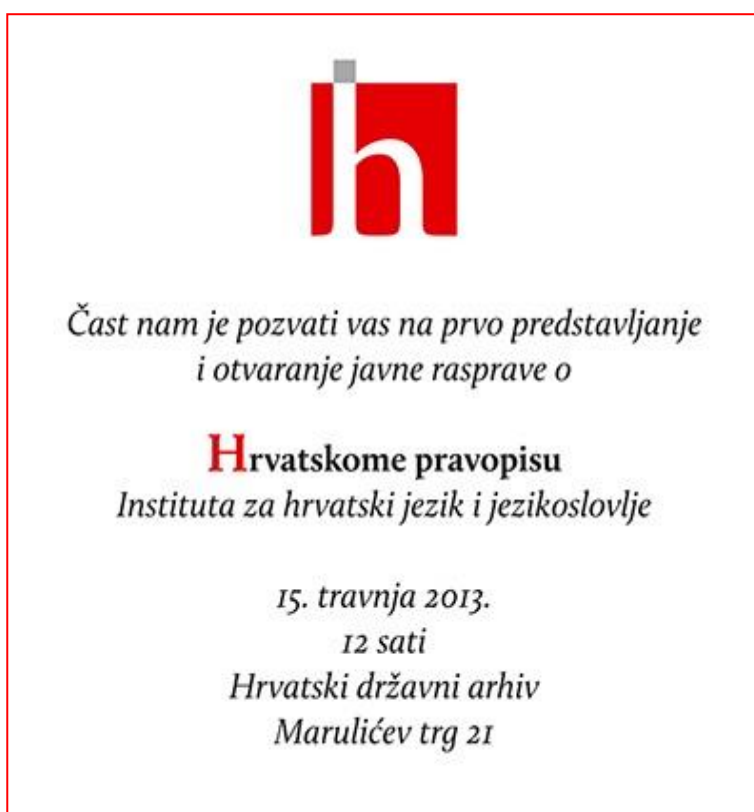 h
Čast nam je pozvati vas na prvo predstavljanje
i otvaranje javne rasprave o
Hrvatskome pravopisu
Instituta za hrvatski jezik i jezikoslovlje
15. travnja 2013.
12 sati
Hrvatski državni arhiv
Marulićev trg 21